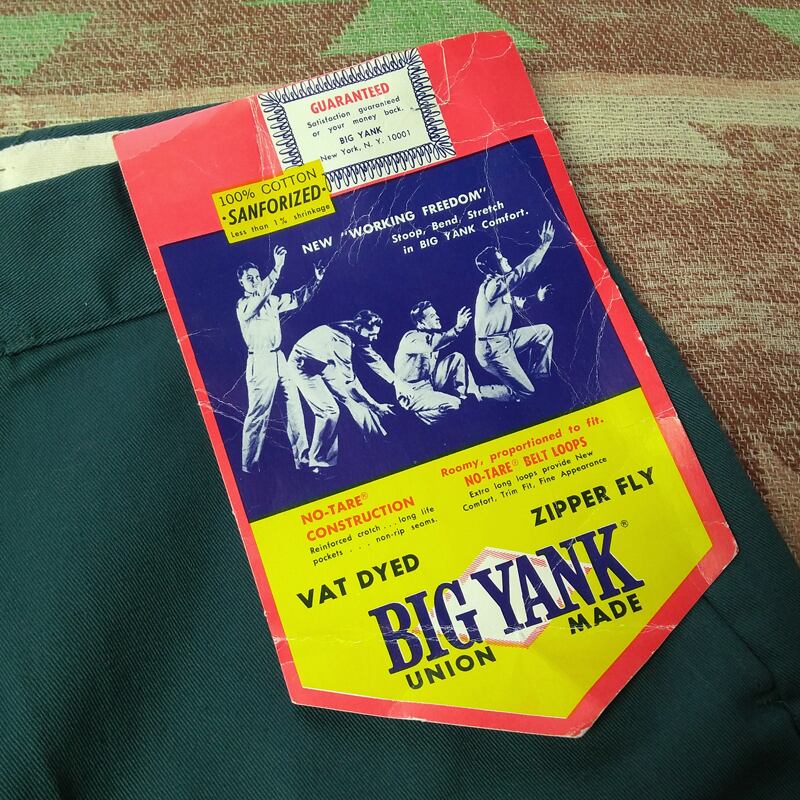 GUARANTEED
Satisfaction guaranteed
or your money back.
BIG YANK
New York, N. Y. 10001
100% COTTON
•SANFORIZED•
Less than 1% shrinkage
NEW "WORKING FREEDOM"
Stoop, Bend, Stretch
in BIG YANK Comfort.
Roomy, proportioned to fit.
NO-TARE® BELT LOOPS
Extra long loops provide New
Comfort, Trim Fit, Fine Appearance
NO-TARE®
CONSTRUCTION
Reinforced crotch . . . long life
pockets . . . non-rip seams.
ZIPPER FLY
VAT DYED
BIG YANK®
UNION MADE